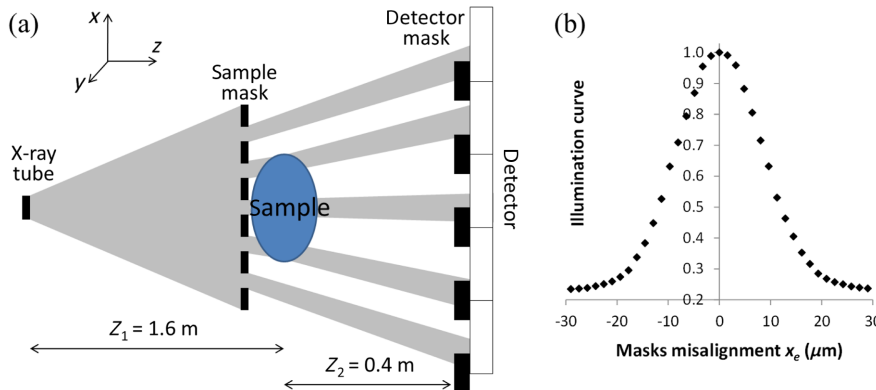 (a)
x
z
y
X-ray
tube
Sample
mask
Detector
mask
Sample
Detector
Z₁ = 1.6 m
Z₂ = 0.4 m
(b)
Illumination curve
1.0
0.9
0.8
0.7
0.6
0.5
0.4
0.3
0.2
-30 -20 -10 0 10 20 30
Masks misalignment xₑ (μm)